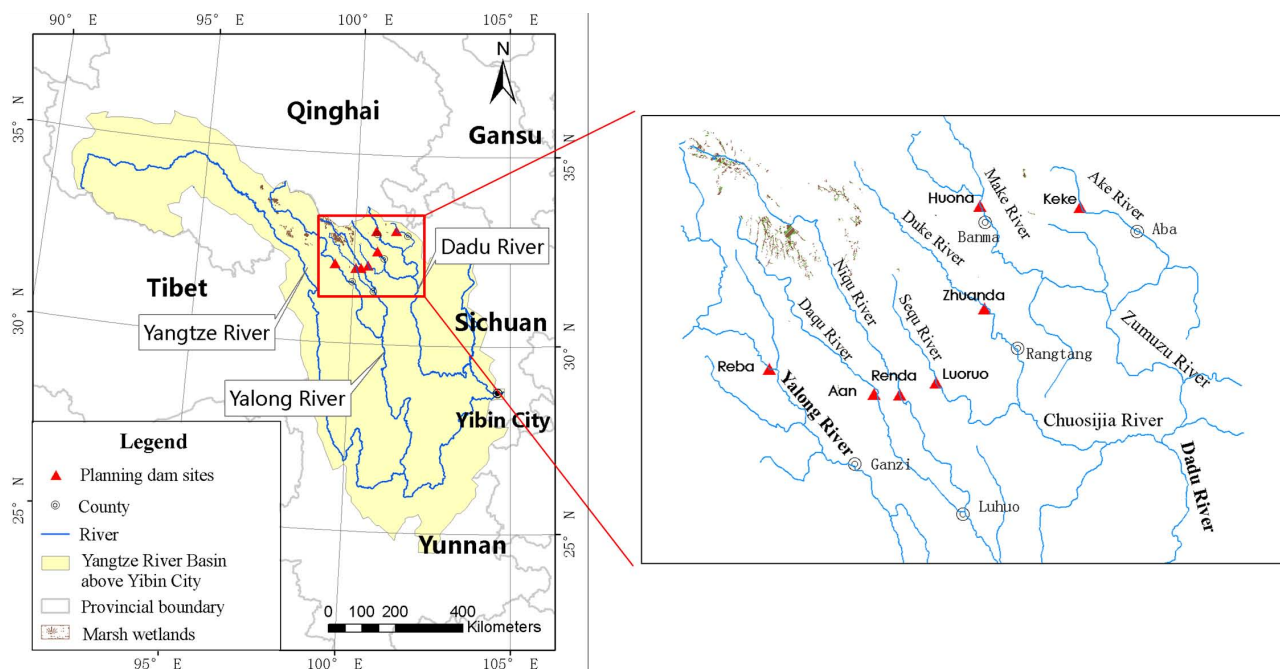 90° E
95° E
100° E
105° E
N
35° N
35° N
30° N
30° N
25° N
25° N
95° E
100° E
105° E
Qinghai
Gansu
Tibet
Dadu River
Yangtze River
Sichuan
Yalong River
Yibin City
Yunnan
Legend
Planning dam sites
County
River
Yangtze River Basin
above Yibin City
Provincial boundary
Marsh wetlands
0 100 200 400
Kilometers
Huona
Make River
Keke
Ake River
Banma
Aba
Duke River
Niqu River
Zhuanda
Daqu River
Sequ River
Zumuzu River
Rangtang
Reba
Yalong River
Aan
Renda
Luoruo
Chuosijia River
Ganzi
Dadu River
Luhuo